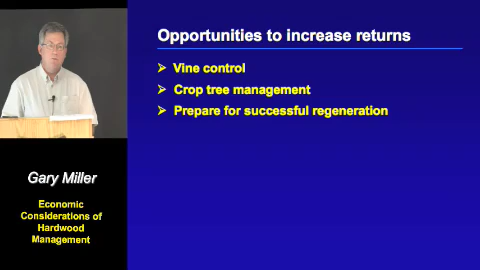 Opportunities to increase returns
Vine control
Crop tree management
Prepare for successful regeneration
Gary Miller
Economic
Considerations of
Hardwood
Management